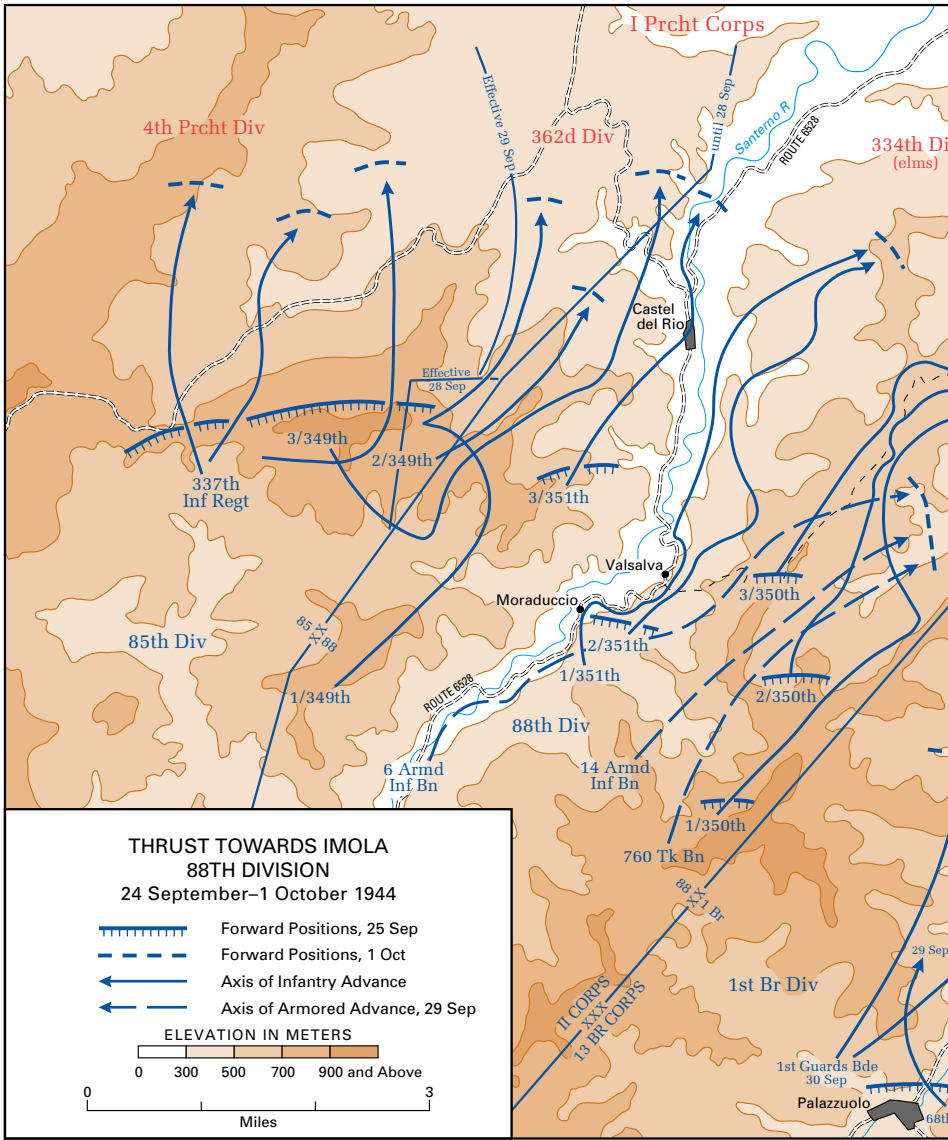 I Prcht Corps
4th Prcht Div
362d Div
334th Di
(elms)
Effective 29 Sep
until 28 Sep
Santerno R
ROUTE 6528
Castel
del Rio
Effective
28 Sep
3/349th
2/349th
337th
Inf Regt
3/351th
Valsalva
Moraduccio
3/350th
85 XX 88
85th Div
2/351th
1/351th
1/349th
2/350th
ROUTE 6528
88th Div
6 Armd
Inf Bn
14 Armd
Inf Bn
1/350th
760 Tk Bn
88 XX 1 Br
II CORPS
XXX
13 BR CORPS
1st Br Div
29 Sep
1st Guards Bde
30 Sep
Palazzuolo
68th
THRUST TOWARDS IMOLA
88TH DIVISION
24 September–1 October 1944
Forward Positions, 25 Sep
Forward Positions, 1 Oct
Axis of Infantry Advance
Axis of Armored Advance, 29 Sep
ELEVATION IN METERS
0 300 500 700 900 and Above
0 3
Miles